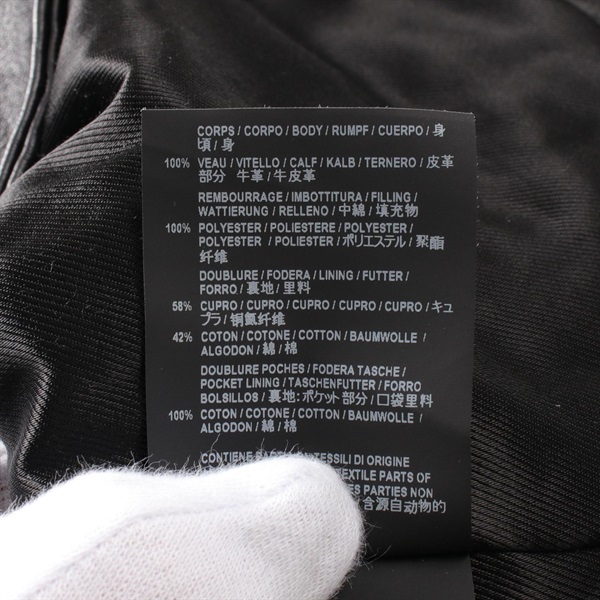 CORPS / CORPO / BODY / RUMPF / CUERPO / 身
頃 / 身
100% VEAU / VITELLO / CALF / KALB / TERNERO / 皮革
部分 牛革 / 牛皮革
REMBOURRAGE / IMBOTTITURA / FILLING /
WATTIERUNG / RELLENO / 中綿 / 填充物
100% POLYESTER / POLIESTERE / POLYESTER /
POLYESTER / POLIESTER / ポリエステル / 聚酯
纤维
DOUBLURE / FODERA / LINING / FUTTER /
FORRO / 裏地 / 里料
58% CUPRO / CUPRO / CUPRO / CUPRO / CUPRO / キュ
プラ / 铜氨纤维
42% COTON / COTONE / COTTON / BAUMWOLLE /
ALGODON / 綿 / 棉
DOUBLURE POCHES / FODERA TASCHE /
POCKET LINING / TASCHENFUTTER / FORRO
BOLSILLOS / 裏地:ポケット部分 / 口袋里料
100% COTON / COTONE / COTTON / BAUMWOLLE /
ALGODON / 綿 / 棉
CONTIENE TESSILI DI ORIGINE
TEXTILE PARTS OF
PARTIES NON
含源自动物的